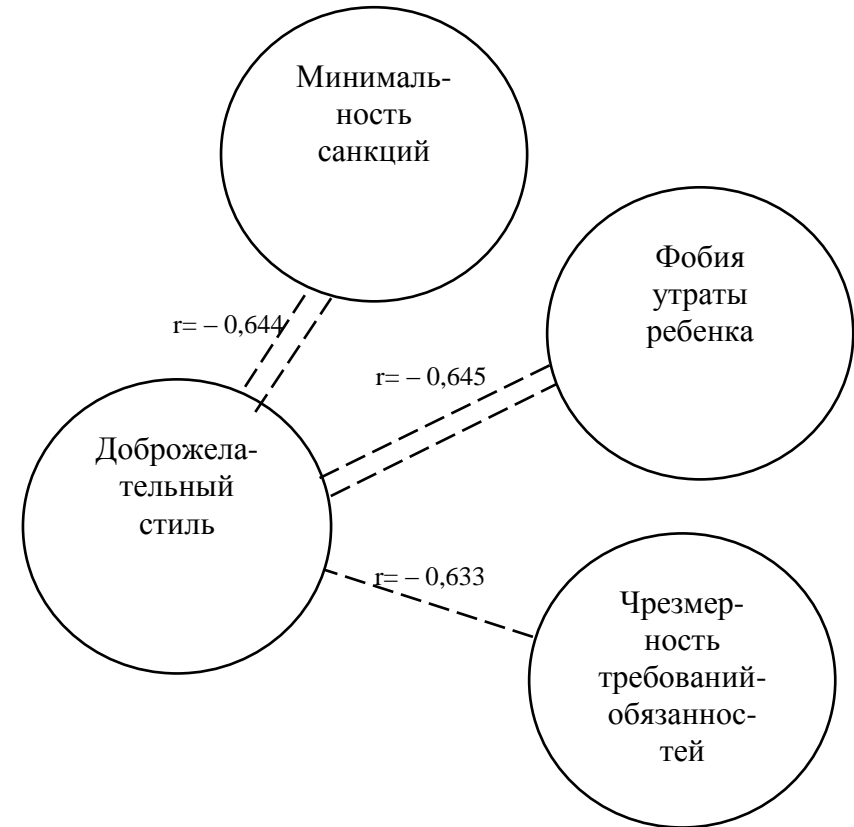 Минималь-
ность
санкций
Фобия
утраты
ребенка
r= – 0,644
r= – 0,645
Доброжела-
тельный
стиль
r= – 0,633
Чрезмер-
ность
требований-
обязаннос-
тей